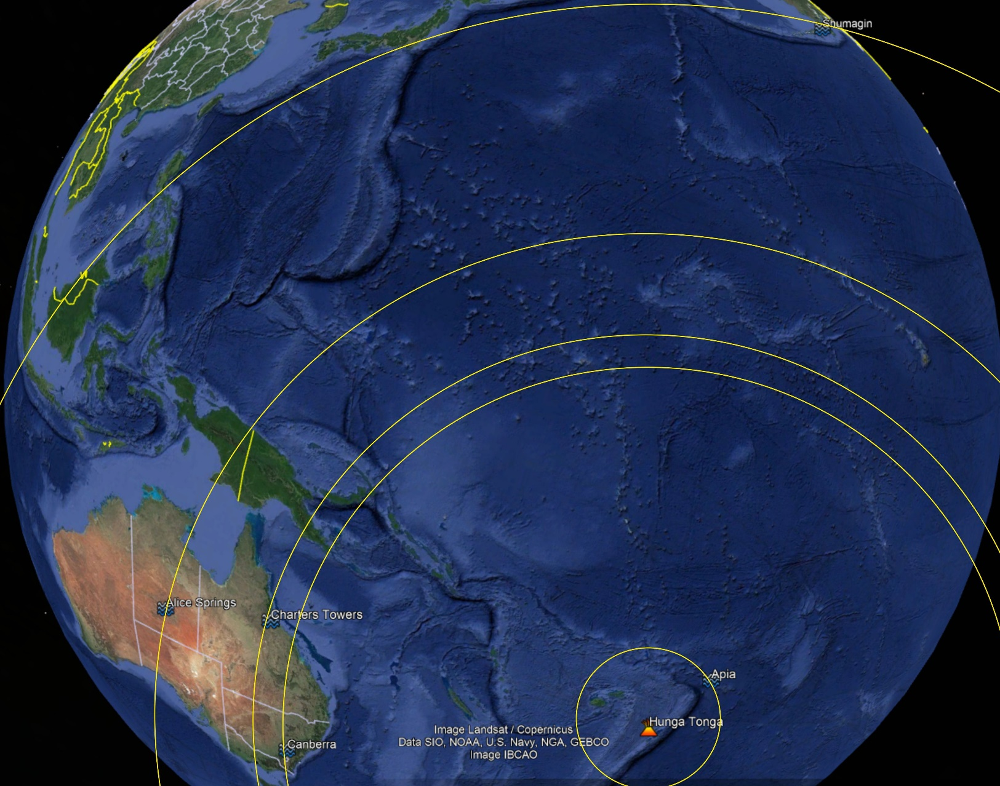 Shumagin
Alice Springs
Charters Towers
Apia
Hunga Tonga
Image Landsat / Copernicus
Data SIO, NOAA, U.S. Navy, NGA, GEBCO
Image IBCAO
Canberra